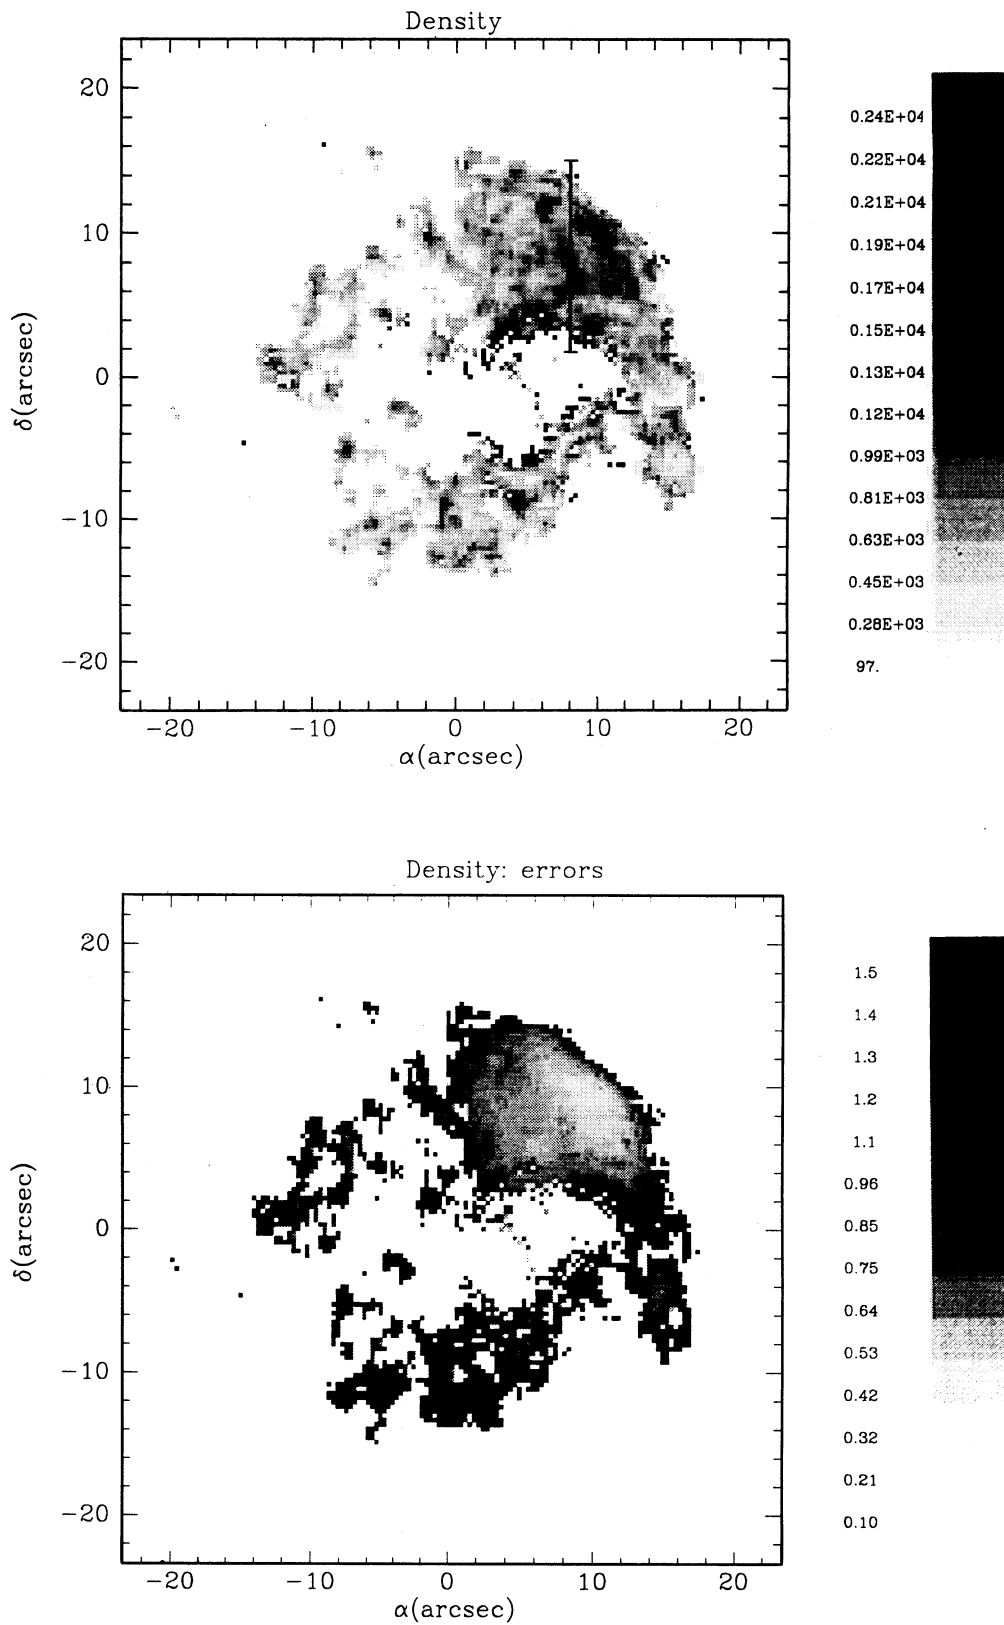 Density
20
10
0
−10
−20
δ(arcsec)
−20 −10 0 10 20
α(arcsec)
0.24E+04
0.22E+04
0.21E+04
0.19E+04
0.17E+04
0.15E+04
0.13E+04
0.12E+04
0.99E+03
0.81E+03
0.63E+03
0.45E+03
0.28E+03
97.
Density: errors
20
10
0
−10
−20
δ(arcsec)
−20 −10 0 10 20
α(arcsec)
1.5
1.4
1.3
1.2
1.1
0.96
0.85
0.75
0.64
0.53
0.42
0.32
0.21
0.10